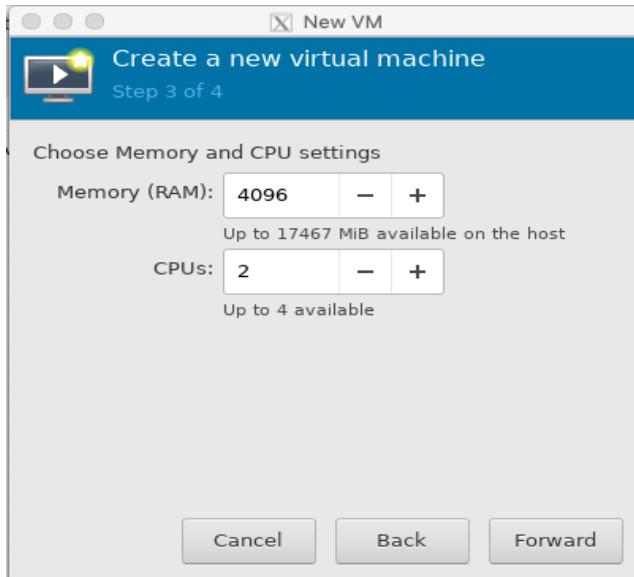 New VM
Create a new virtual machine
Step 3 of 4
Choose Memory and CPU settings
Memory (RAM): 4096 − +
Up to 17467 MiB available on the host
CPUs: 2 − +
Up to 4 available
Cancel Back Forward